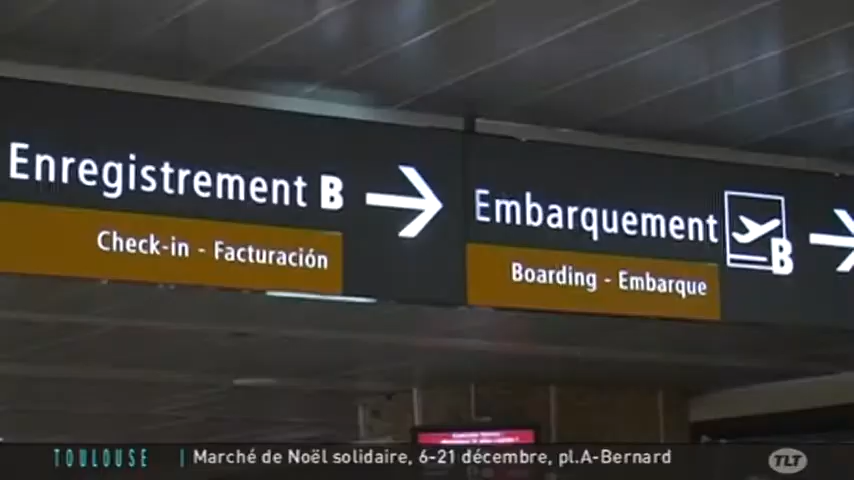 Enregistrement B
Check-in - Facturación
Embarquement B
Boarding - Embarque
TOULOUSE | Marché de Noël solidaire, 6-21 décembre, pl.A-Bernard
TLT